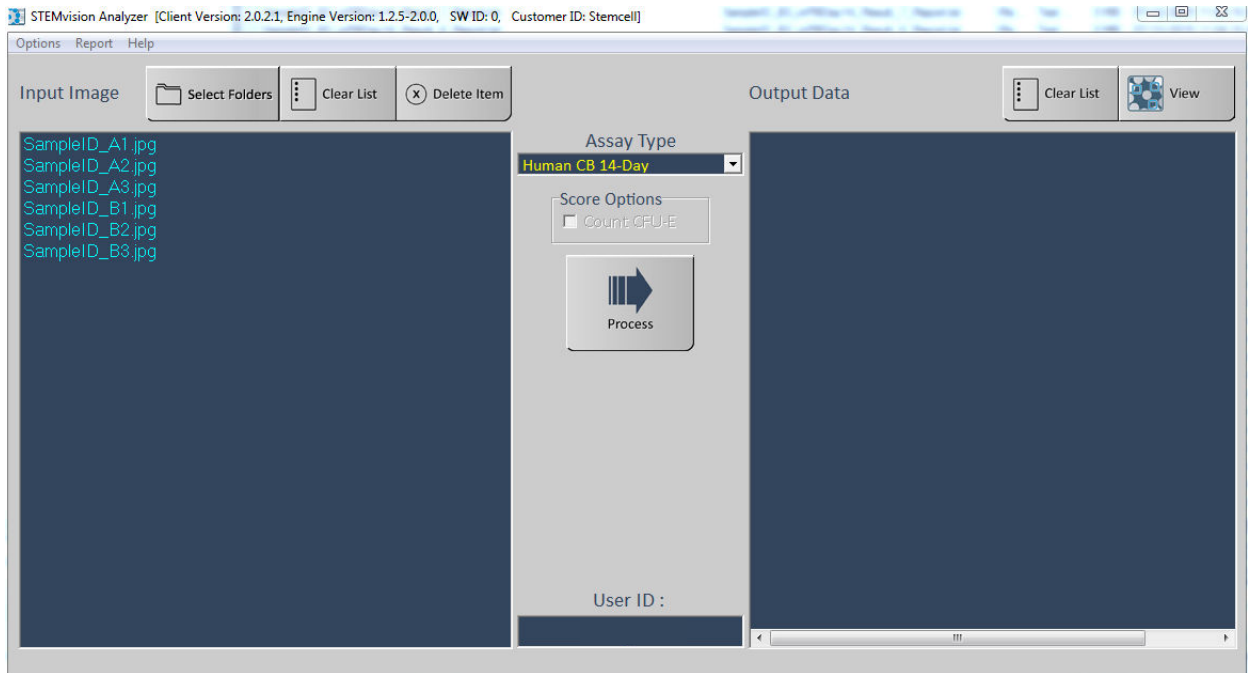 STEMvision Analyzer [Client Version: 2.0.2.1, Engine Version: 1.2.5-2.0.0, SW ID: 0, Customer ID: Stemcell]
Options Report Help
Input Image
Select Folders
Clear List
X Delete Item
Output Data
Clear List
View
SampleID_A1.jpg
SampleID_A2.jpg
SampleID_A3.jpg
SampleID_B1.jpg
SampleID_B2.jpg
SampleID_B3.jpg
Assay Type
Human CB 14-Day
Score Options
Count CFU-E
Process
User ID :